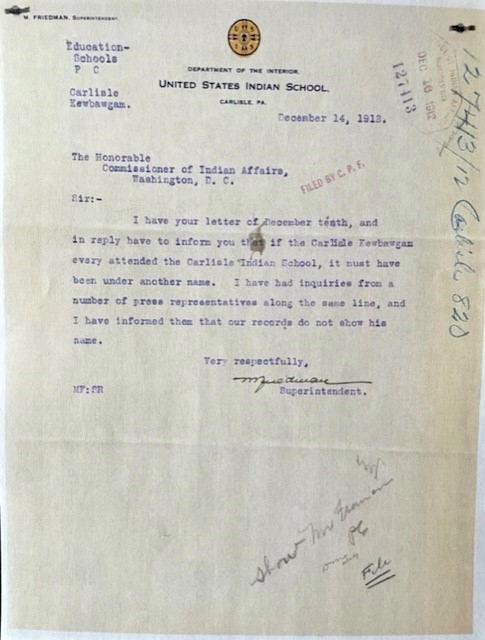 M. FRIEDMAN, SUPERINTENDENT.
DEPARTMENT OF THE INTERIOR,
UNITED STATES INDIAN SCHOOL,
CARLISLE, PA.
Education-
Schools
P C
Carlisle
Kewbawgam.
DEC 16 1912
127413
127413/12 Carlisle 820
December 14, 1912.
The Honorable
Commissioner of Indian Affairs,
Washington, D. C.
FILED BY C. P. F.
Sir:-
I have your letter of December tenth, and
in reply have to inform you that if the Carlisle Kewbawgam
every attended the Carlisle Indian School, it must have
been under another name. I have had inquiries from a
number of press representatives along the same line, and
I have informed them that our records do not show his
name.
Very respectfully,
MFriedman
MF:SR
Superintendent.
Show Mr
File